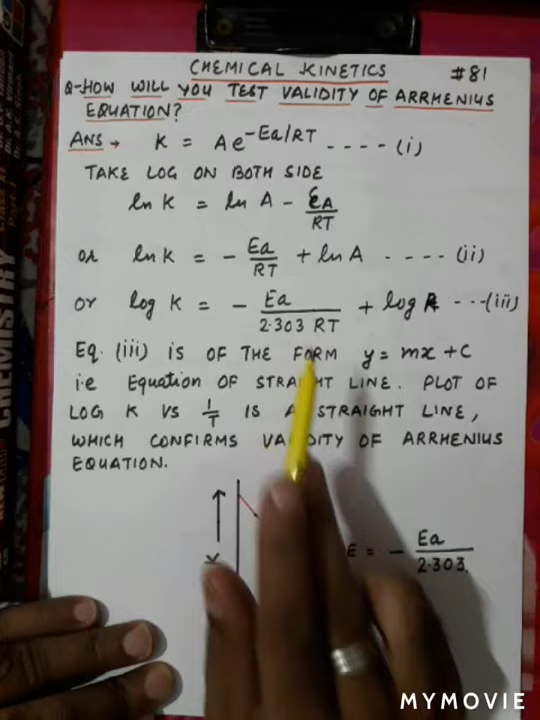 CHEMICAL KINETICS #81
Q-HOW WILL YOU TEST VALIDITY OF ARRHENIUS
EQUATION?
ANS → K = Ae^-Ea/RT ---- (i)
TAKE LOG ON BOTH SIDE
ln K = ln A - EA/RT
or ln K = - Ea/RT + ln A ---- (ii)
or log K = - Ea/2.303 RT + log A --- (iii)
Eq. (iii) IS OF THE FORM y = mx + C
i.e EQUATION OF STRAIGHT LINE. PLOT OF
LOG K VS 1/T IS A STRAIGHT LINE,
WHICH CONFIRMS VALIDITY OF ARRHENIUS
EQUATION.
E = - Ea/2.303
MYMOVIE
CHEMISTRY